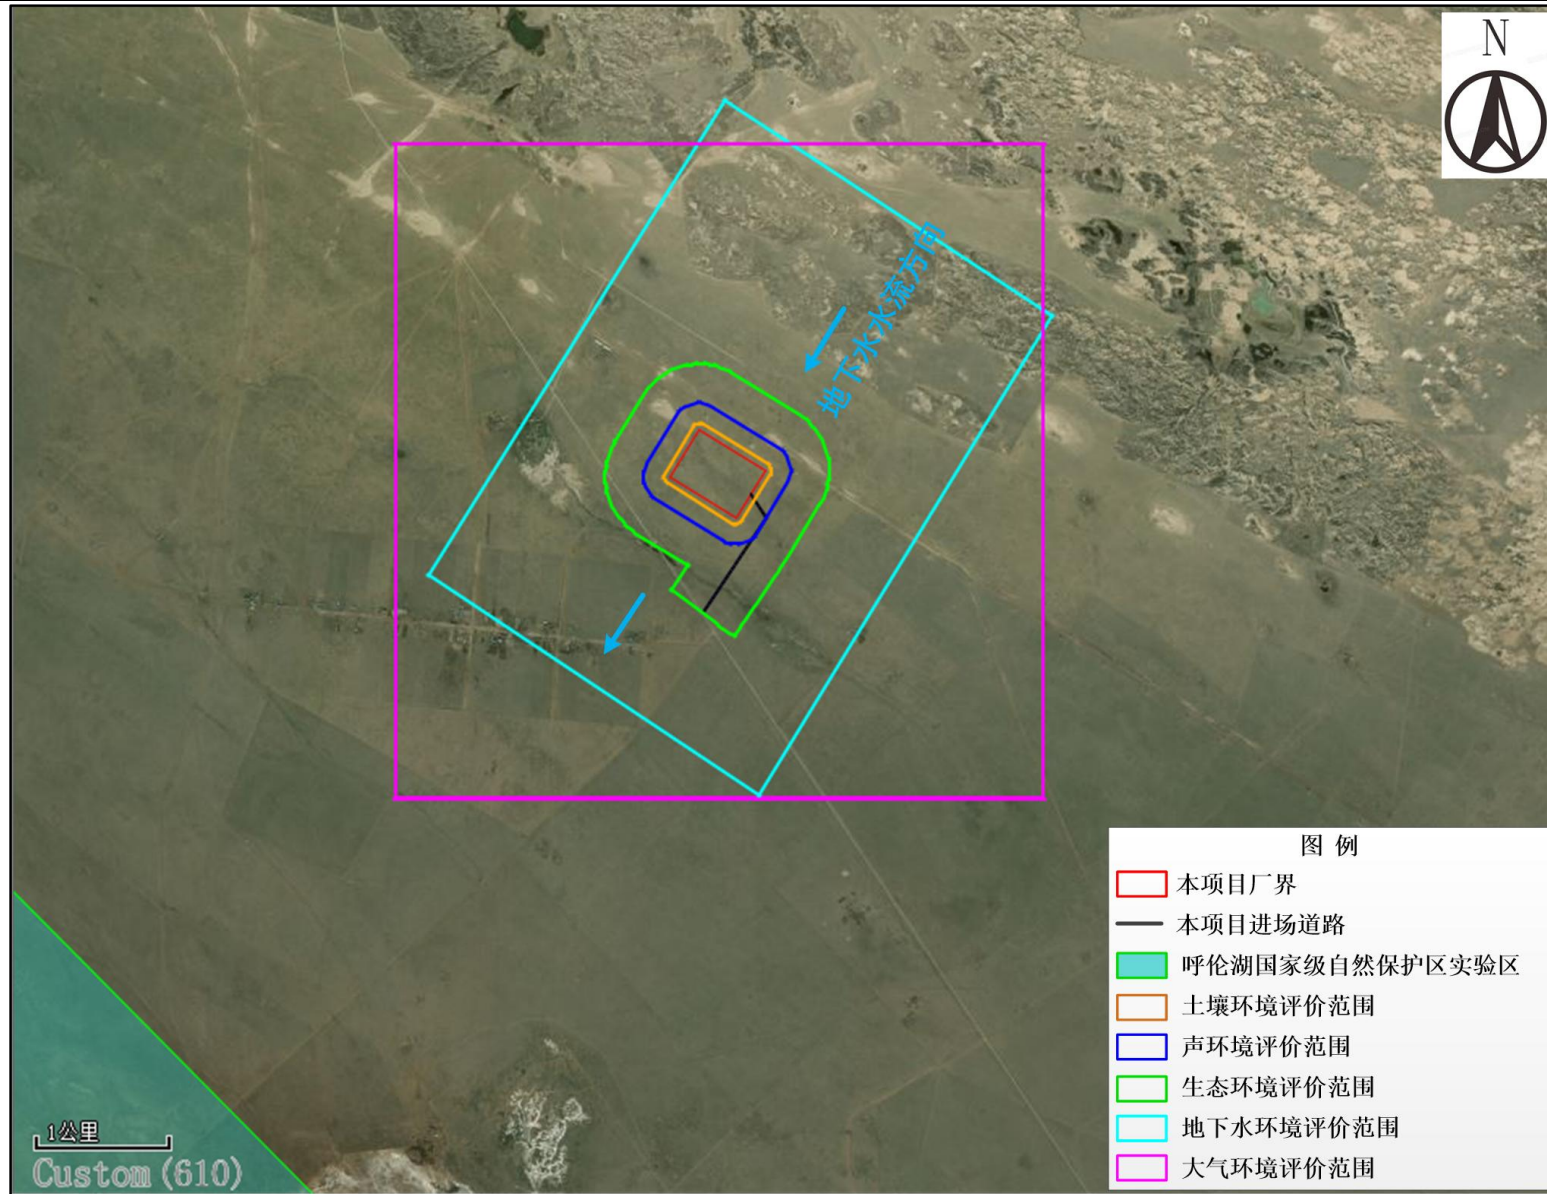 N
地下水水流方向
图 例
本项目厂界
本项目进场道路
呼伦湖国家级自然保护区实验区
土壤环境评价范围
声环境评价范围
生态环境评价范围
地下水环境评价范围
大气环境评价范围
1公里
Custom(610)